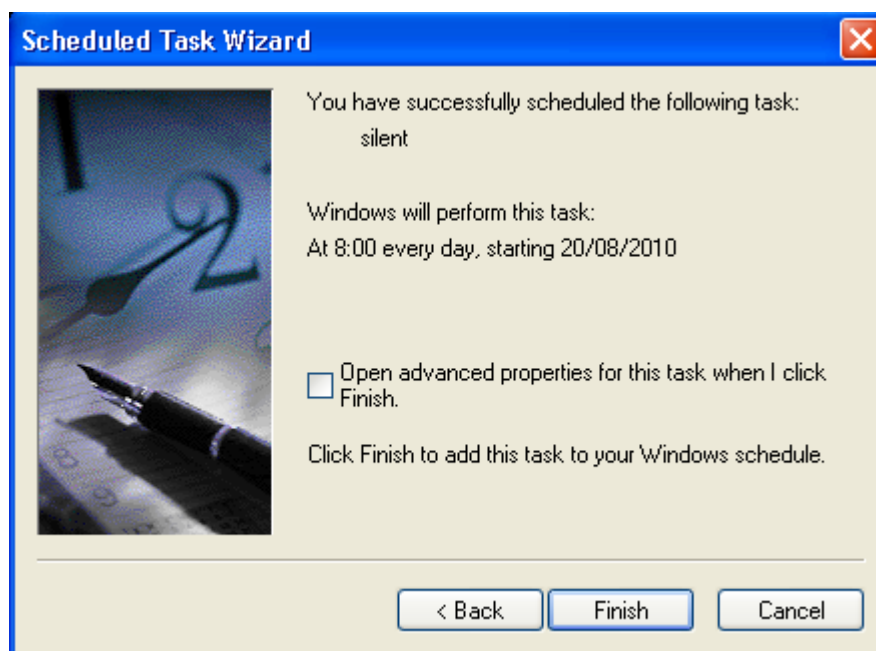 Scheduled Task Wizard
You have successfully scheduled the following task:
silent
Windows will perform this task:
At 8:00 every day, starting 20/08/2010
Open advanced properties for this task when I click
Finish.
Click Finish to add this task to your Windows schedule.
< Back
Finish
Cancel